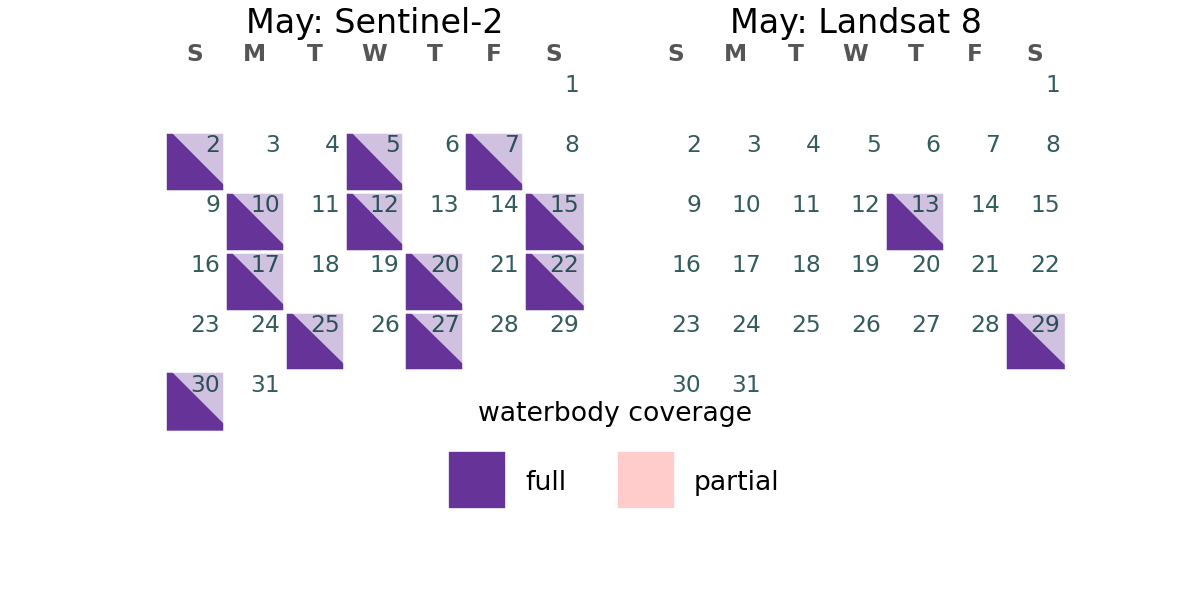 May: Sentinel-2
S M T W T F S
1
2 3 4 5 6 7 8
9 10 11 12 13 14 15
16 17 18 19 20 21 22
23 24 25 26 27 28 29
30 31
May: Landsat 8
S M T W T F S
1
2 3 4 5 6 7 8
9 10 11 12 13 14 15
16 17 18 19 20 21 22
23 24 25 26 27 28 29
30 31
waterbody coverage
full
partial